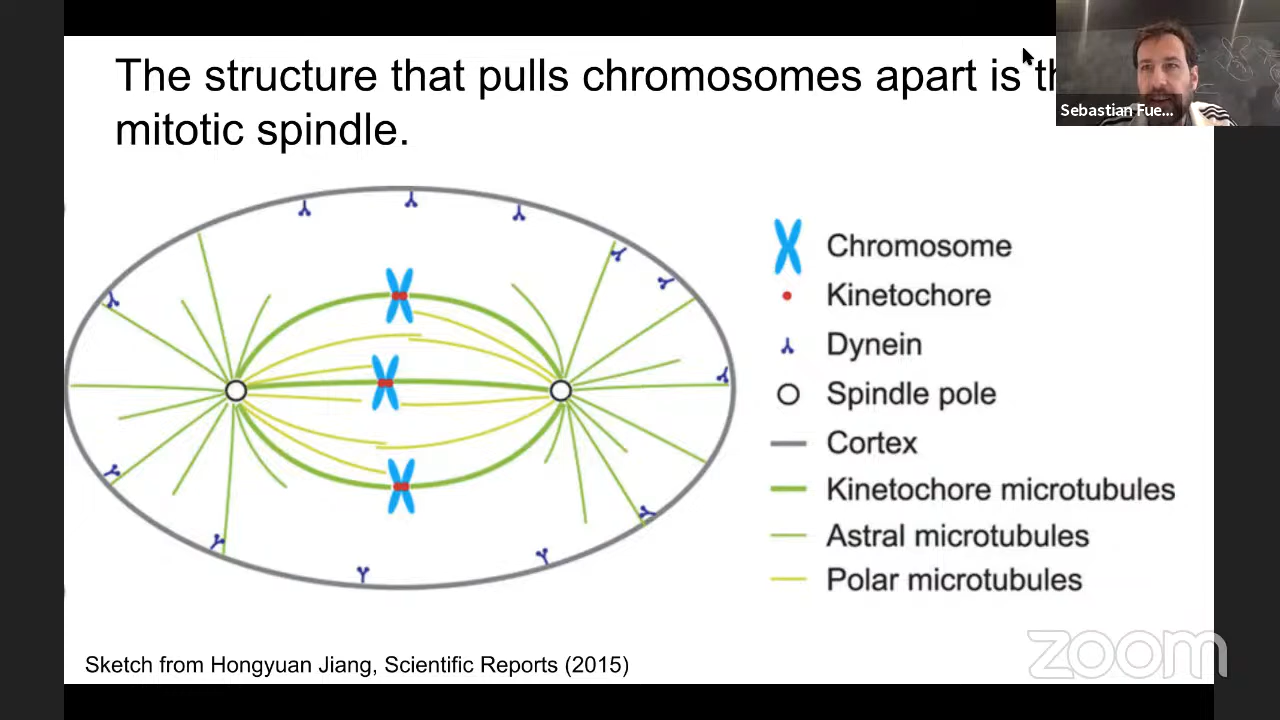 The structure that pulls chromosomes apart is
mitotic spindle.
Sebastian Fue...
Chromosome
Kinetochore
Dynein
Spindle pole
Cortex
Kinetochore microtubules
Astral microtubules
Polar microtubules
Sketch from Hongyuan Jiang, Scientific Reports (2015)
zoom